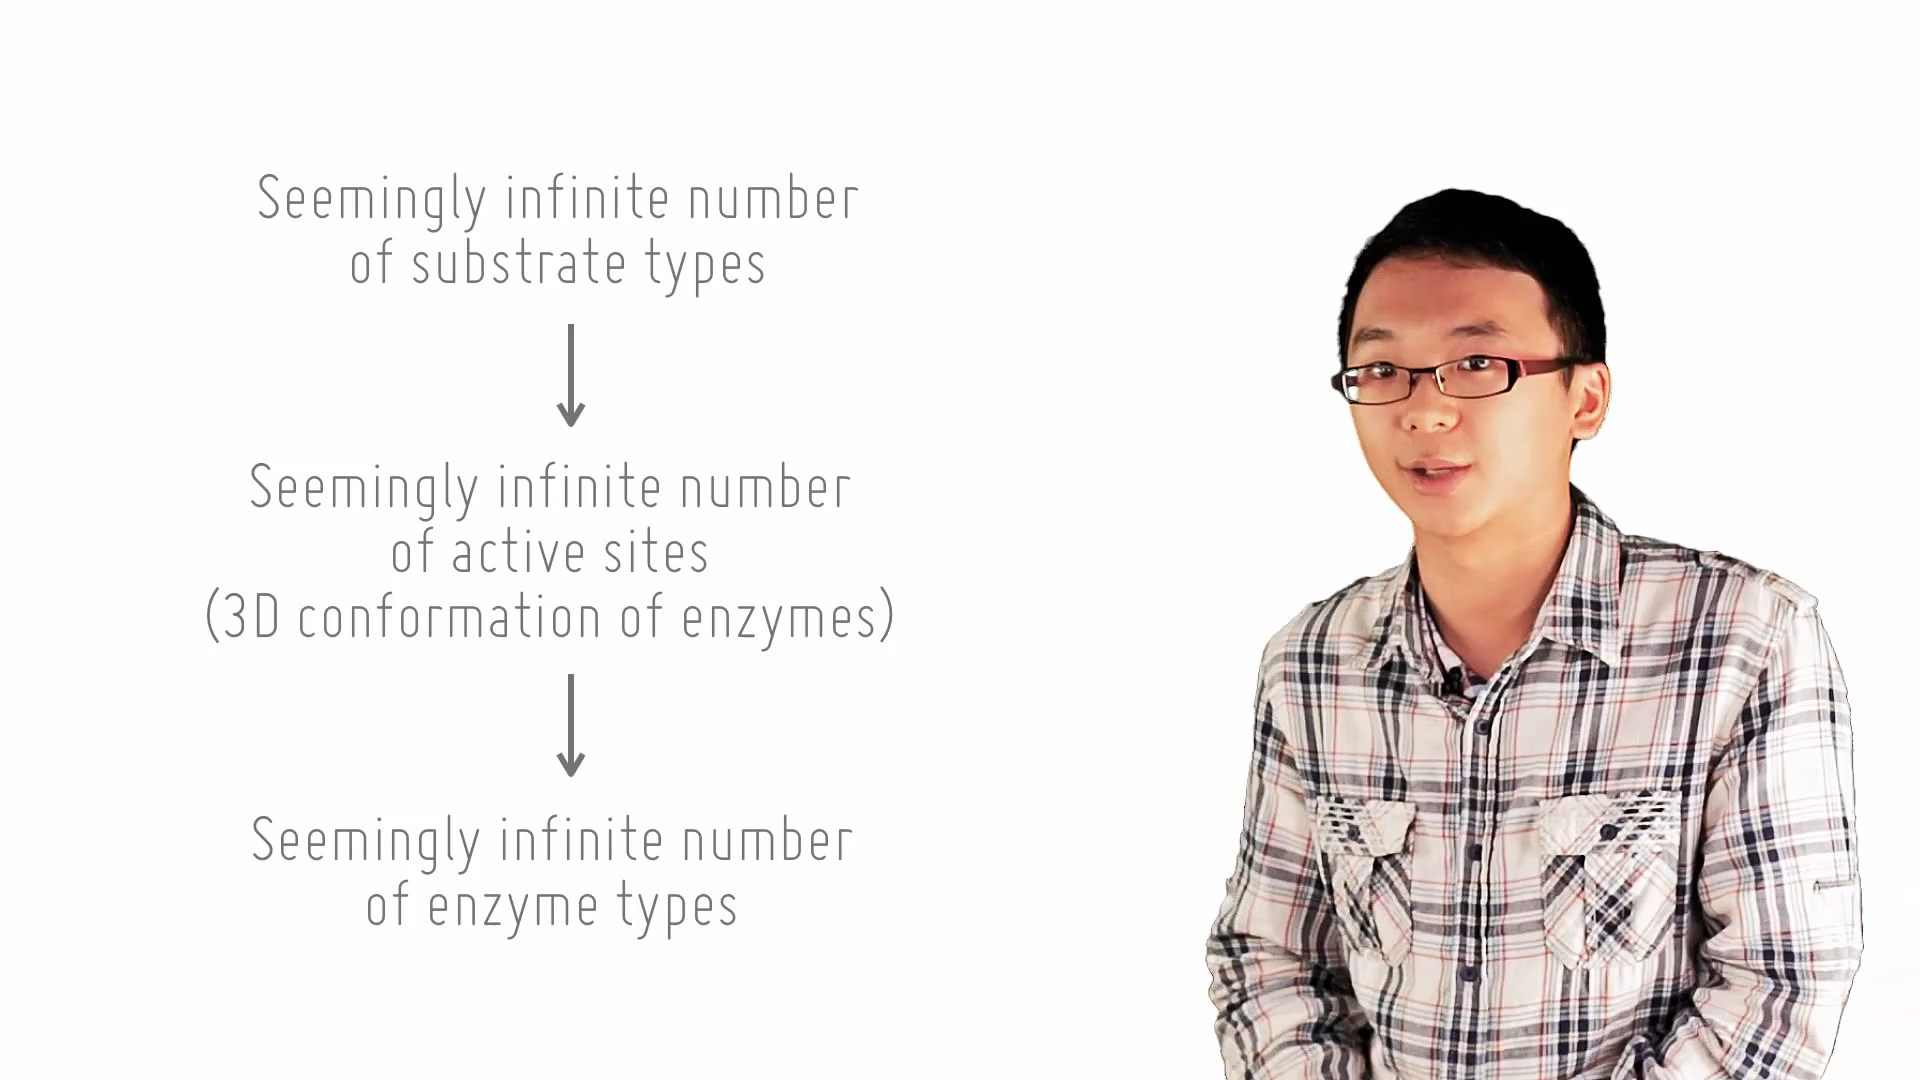 Seemingly infinite number
of substrate types
Seemingly infinite number
of active sites
(3D conformation of enzymes)
Seemingly infinite number
of enzyme types